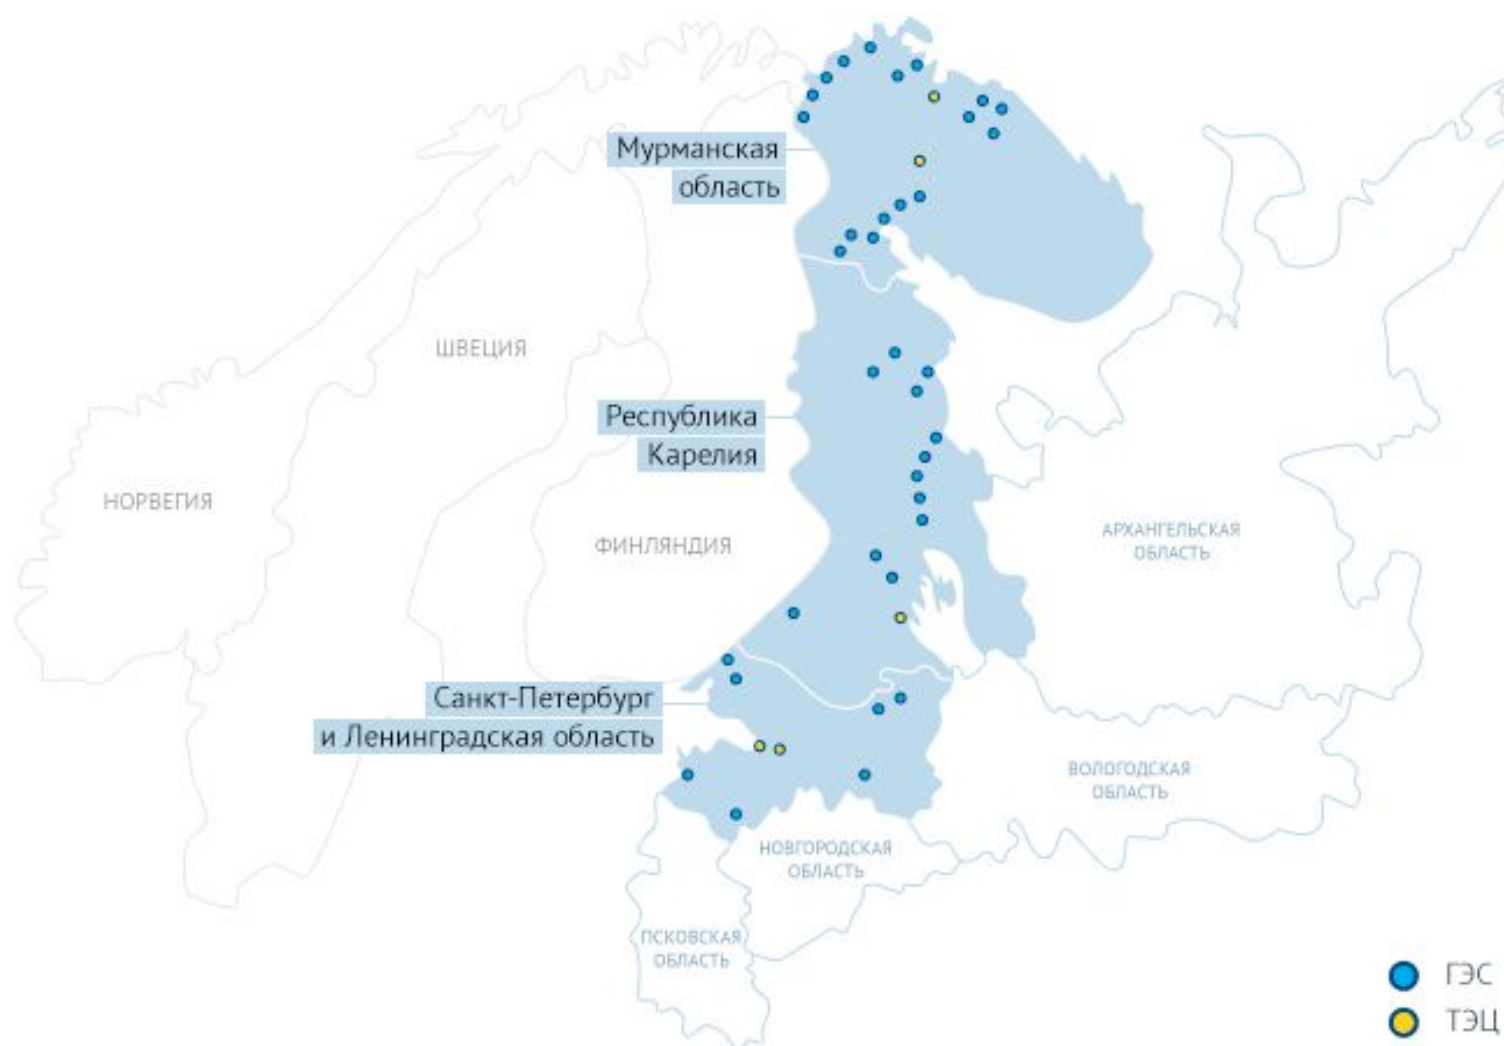 Мурманская
область
ШВЕЦИЯ
Республика
Карелия
НОРВЕГИЯ
ФИНЛЯНДИЯ
АРХАНГЕЛЬСКАЯ
ОБЛАСТЬ
Санкт-Петербург
и Ленинградская область
ВОЛОГОДСКАЯ
ОБЛАСТЬ
НОВГОРОДСКАЯ
ОБЛАСТЬ
ПСКОВСКАЯ
ОБЛАСТЬ
ГЭС
ТЭЦ